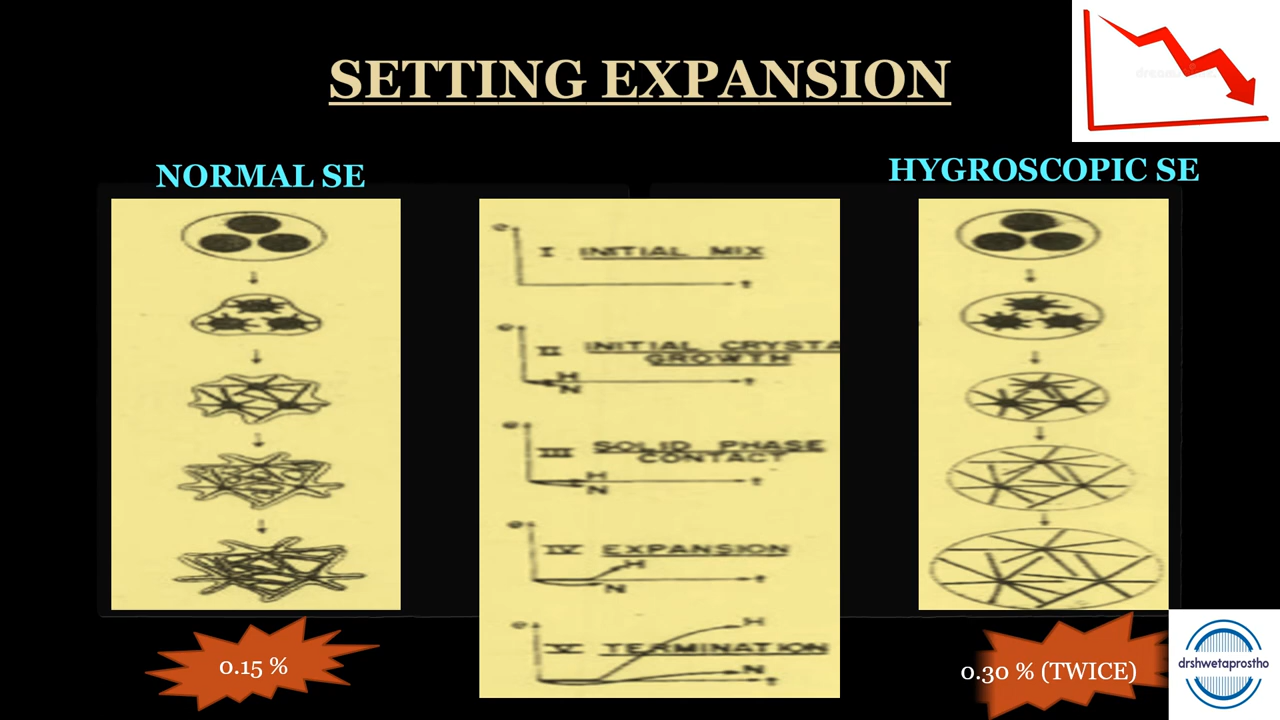 SETTING EXPANSION
NORMAL SE
HYGROSCOPIC SE
e
I INITIAL MIX
t
e
II INITIAL CRYSTA
GROWTH
H
N
t
e
III SOLID PHASE
CONTACT
H
N
t
e
IV EXPANSION
H
N
t
e
H
V TERMINATION
N
t
0.15 %
0.30 % (TWICE)
drshwetaprostho